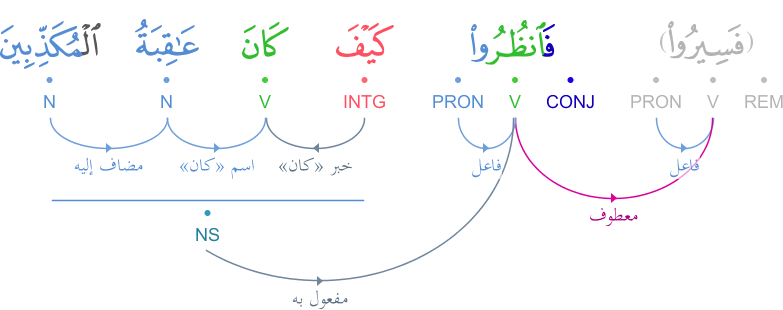 (فَسِيرُوا۟) فَٱنظُرُوا۟ كَيْفَ كَانَ عَـٰقِبَةُ ٱلْمُكَذِّبِينَ
REM V PRON CONJ V PRON INTG V N N
فاعل فاعل خبر «كان» اسم «كان» مضاف إليه
معطوف
NS
مفعول به